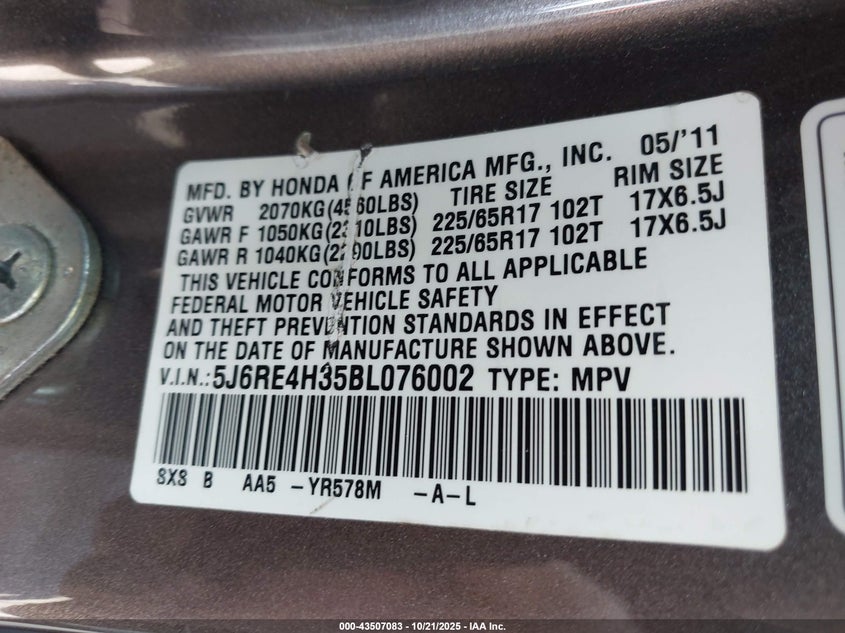 MFD. BY HONDA OF AMERICA MFG., INC. 05/'11
GVWR 2070KG(4560LBS) TIRE SIZE RIM SIZE
GAWR F 1050KG(2310LBS) 225/65R17 102T 17X6.5J
GAWR R 1040KG(2290LBS) 225/65R17 102T 17X6.5J
THIS VEHICLE CONFORMS TO ALL APPLICABLE
FEDERAL MOTOR VEHICLE SAFETY
AND THEFT PREVENTION STANDARDS IN EFFECT
ON THE DATE OF MANUFACTURE SHOWN ABOVE.
V.I.N.:5J6RE4H35BL076002 TYPE: MPV
SXS B AA5 -YR578M -A-L
000-43507083 - 10/21/2025 - IAA Inc.